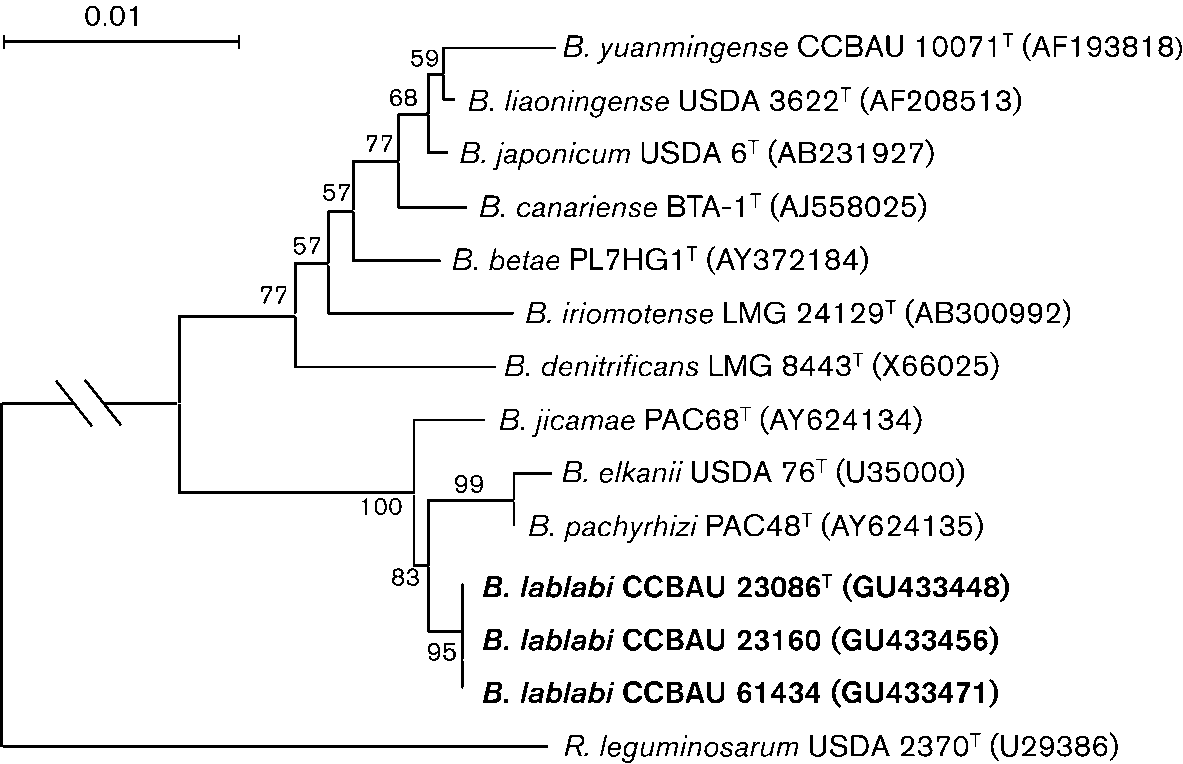 0.01
59
B. yuanmingense CCBAU 10071ᵀ (AF193818)
68
B. liaoningense USDA 3622ᵀ (AF208513)
77
B. japonicum USDA 6ᵀ (AB231927)
57
B. canariense BTA-1ᵀ (AJ558025)
57
B. betae PL7HG1ᵀ (AY372184)
77
B. iriomotense LMG 24129ᵀ (AB300992)
B. denitrificans LMG 8443ᵀ (X66025)
B. jicamae PAC68ᵀ (AY624134)
99
B. elkanii USDA 76ᵀ (U35000)
100
B. pachyrhizi PAC48ᵀ (AY624135)
83
B. lablabi CCBAU 23086ᵀ (GU433448)
B. lablabi CCBAU 23160 (GU433456)
95
B. lablabi CCBAU 61434 (GU433471)
R. leguminosarum USDA 2370ᵀ (U29386)